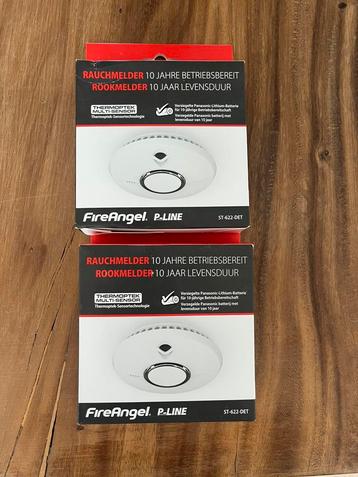 RAUCHMELDER 10 JAHRE BETRIEBSBEREIT
ROOKMELDER 10 JAAR LEVENSDUUR
THERMOPTEK
MULTI-SENSOR
Thermoptek-Sensortechnologie
Versiegelte Panasonic-Lithium-Batterie
für 10-jährige Betriebsbereitschaft
Verzegelde Panasonic batterij met
levensduur van 10 jaar
FireAngel. P-LINE
ST-622-DET
RAUCHMELDER 10 JAHRE BETRIEBSBEREIT
ROOKMELDER 10 JAAR LEVENSDUUR
THERMOPTEK
MULTI-SENSOR
Thermoptek-Sensortechnologie
Versiegelte Panasonic-Lithium-Batterie
für 10-jährige Betriebsbereitschaft
Verzegelde Panasonic batterij met
levensduur van 10 jaar
FireAngel. P-LINE
ST-622-DET